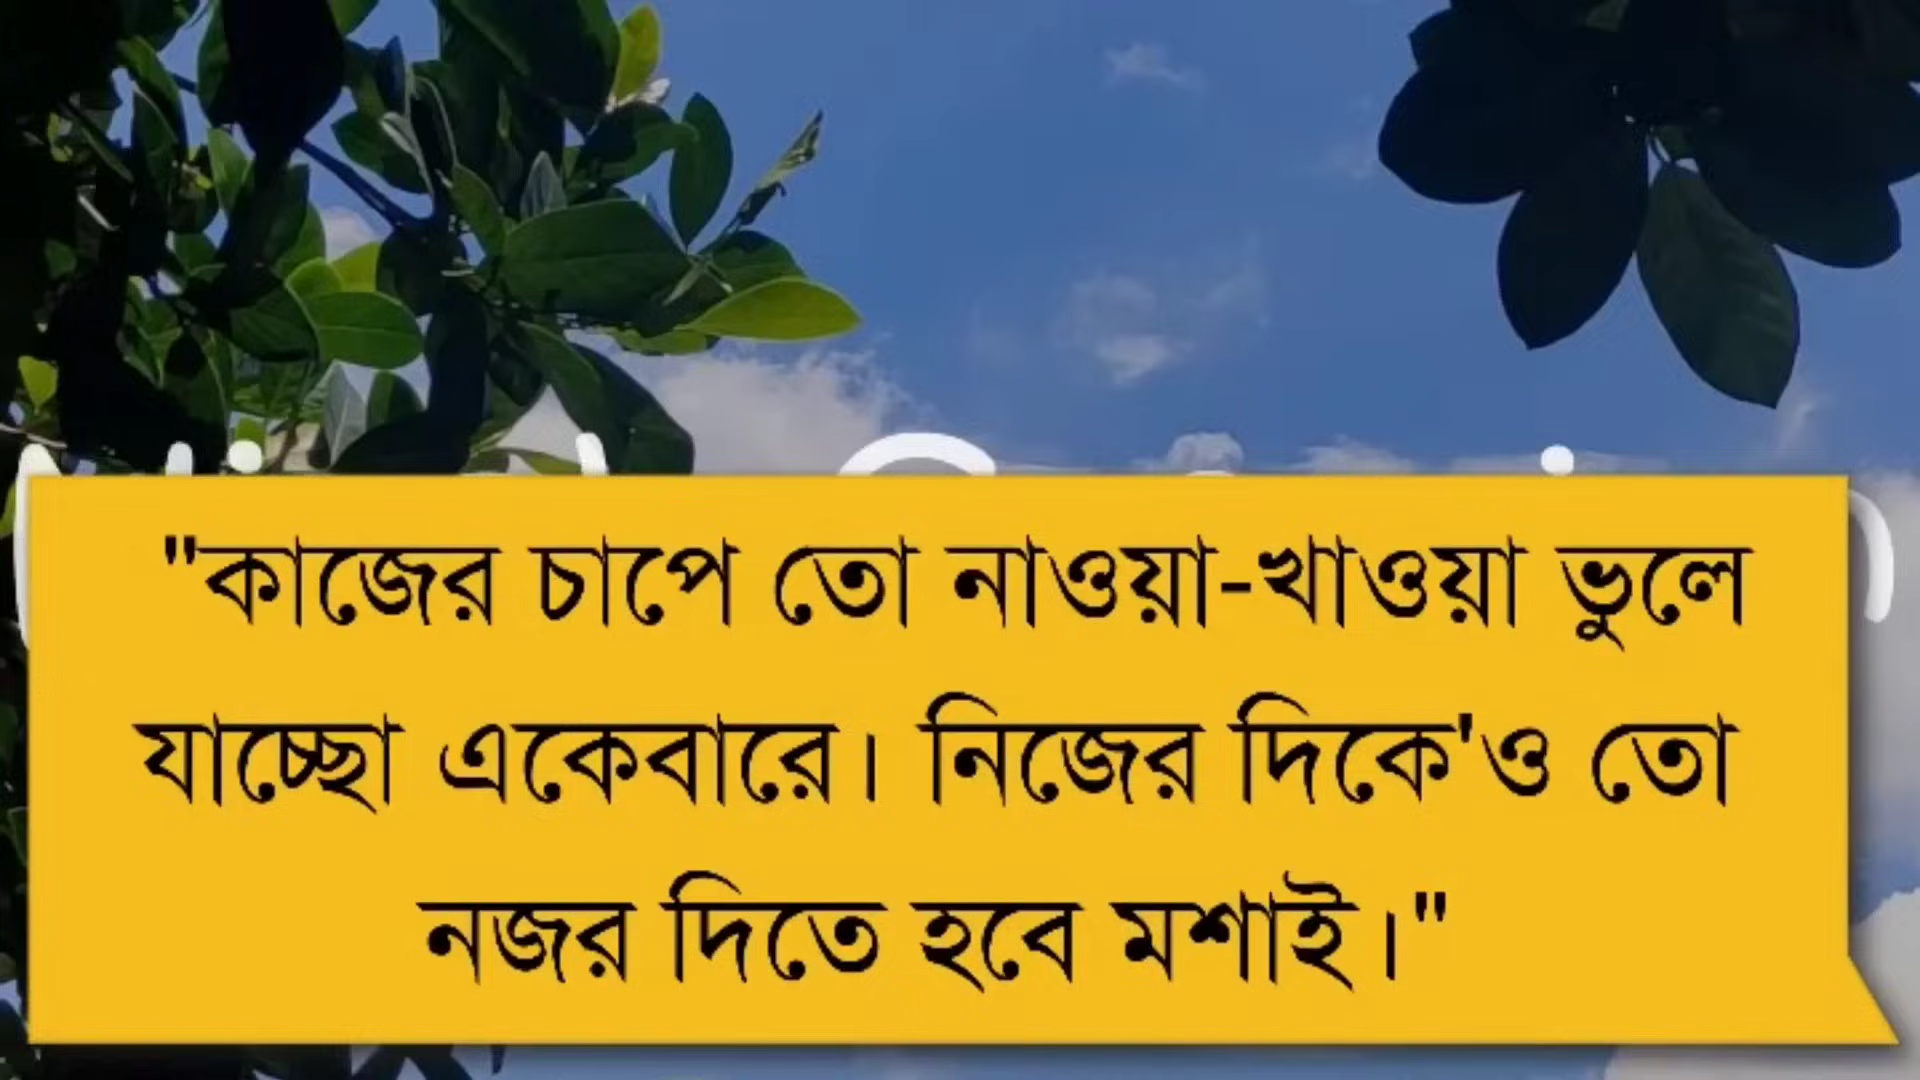 "কাজের চাপে তো নাওয়া-খাওয়া ভুলে
যাচ্ছো একেবারে। নিজের দিকে'ও তো
নজর দিতে হবে মশাই।"